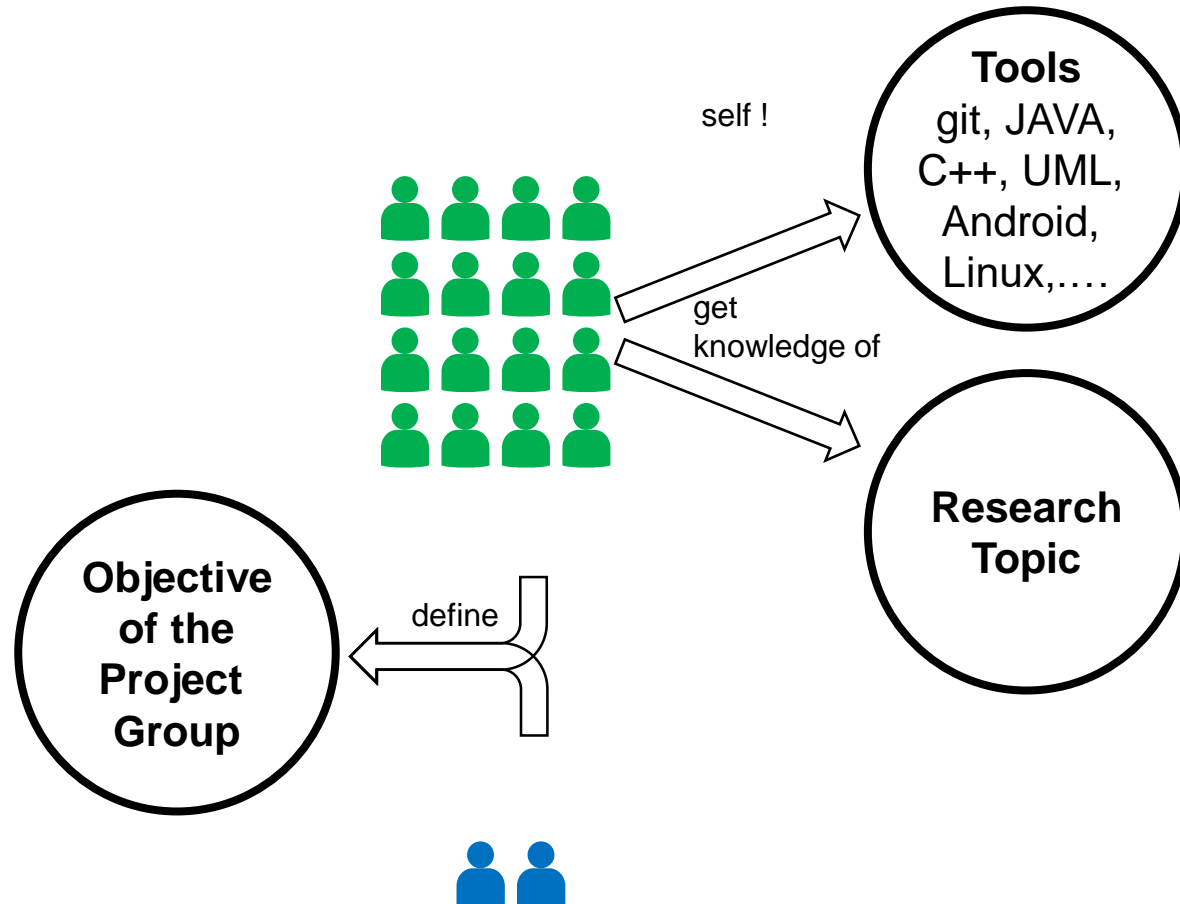 Tools
git, JAVA,
C++, UML,
Android,
Linux,....
self !
get
knowledge of
Research
Topic
Objective
of the
Project
Group
define